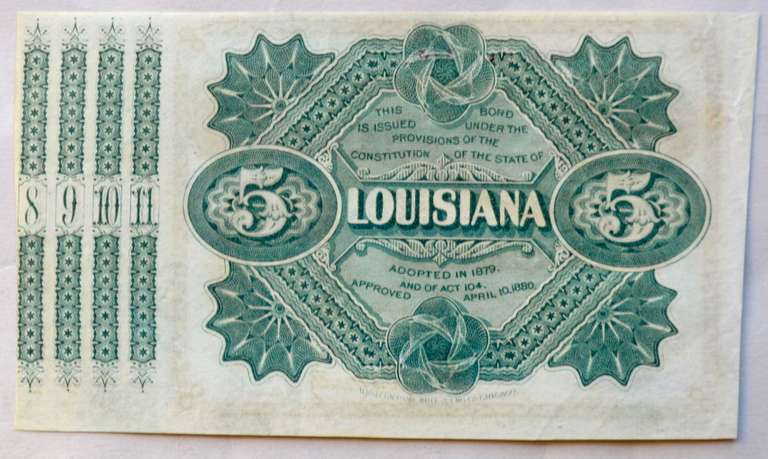 8 9 10 11
THIS BOND
IS ISSUED UNDER THE
PROVISIONS OF THE
CONSTITUTION OF THE STATE OF
5 LOUISIANA 5
ADOPTED IN 1879.
AND OF ACT 104.
APPROVED APRIL 10, 1880.